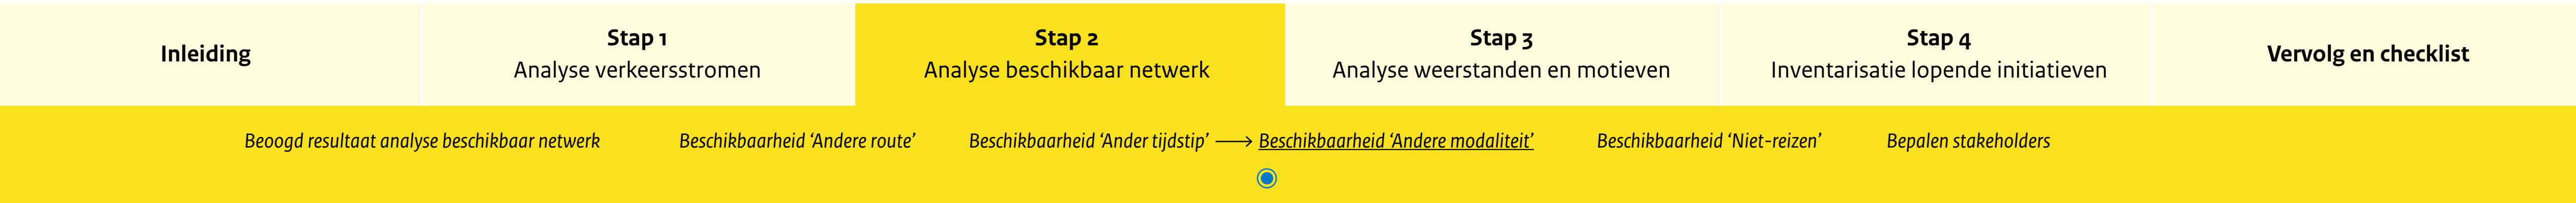 Inleiding
Stap 1
Analyse verkeersstromen
Stap 2
Analyse beschikbaar netwerk
Stap 3
Analyse weerstanden en motieven
Stap 4
Inventarisatie lopende initiatieven
Vervolg en checklist
Beoogd resultaat analyse beschikbaar netwerk
Beschikbaarheid ‘Andere route’
Beschikbaarheid ‘Ander tijdstip’
Beschikbaarheid ‘Andere modaliteit’
Beschikbaarheid ‘Niet-reizen’
Bepalen stakeholders